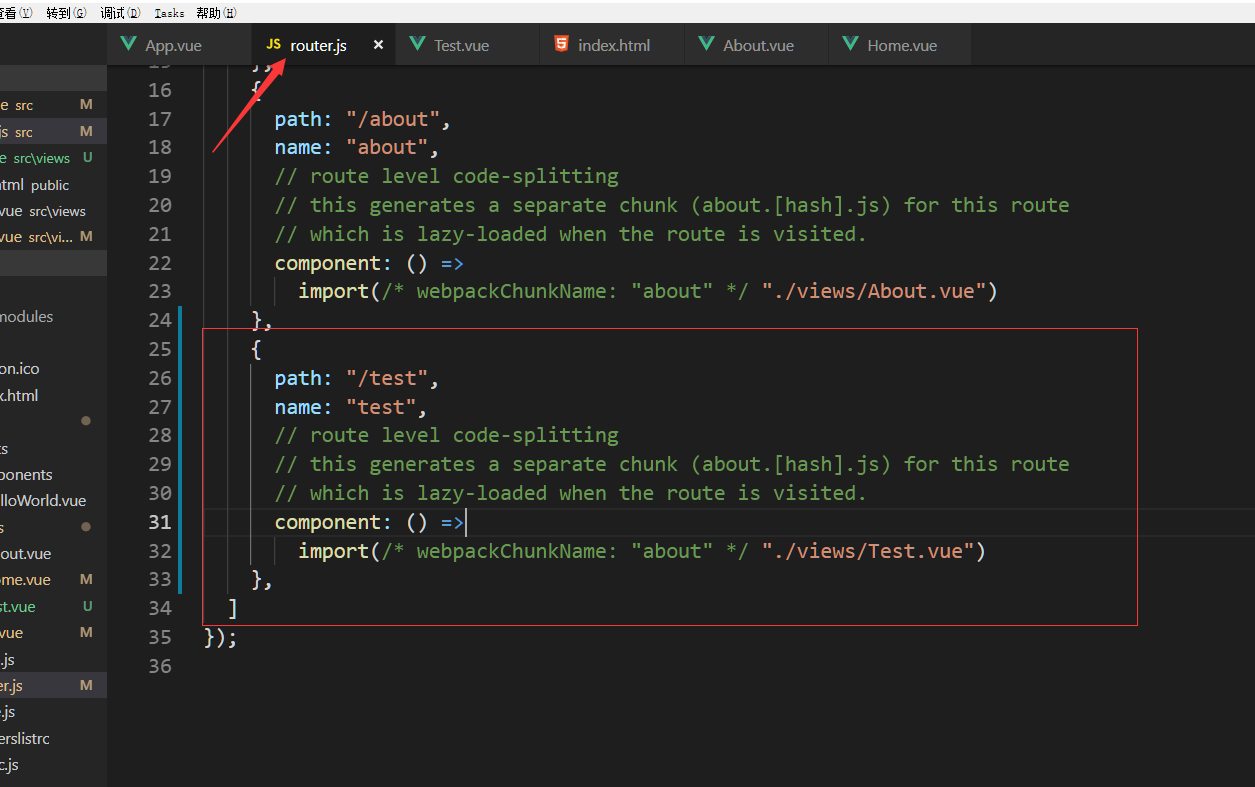 查看(V) 转到(G) 调试(D) Tasks 帮助(H)
App.vue JS router.js × Test.vue index.html About.vue Home.vue
e src M
js src M
e src\views U
tml public
vue src\views
vue src\vi... M
modules
on.ico
x.html
ts
ponents
lloWorld.vue
s
out.vue
ome.vue M
st.vue U
vue M
.js
er.js M
e.js
erslistrc
c.js
15 },
16 {
17 path: "/about",
18 name: "about",
19 // route level code-splitting
20 // this generates a separate chunk (about.[hash].js) for this route
21 // which is lazy-loaded when the route is visited.
22 component: () =>
23 import(/* webpackChunkName: "about" */ "./views/About.vue")
24 },
25 {
26 path: "/test",
27 name: "test",
28 // route level code-splitting
29 // this generates a separate chunk (about.[hash].js) for this route
30 // which is lazy-loaded when the route is visited.
31 component: () =>
32 import(/* webpackChunkName: "about" */ "./views/Test.vue")
33 },
34 ]
35 });
36